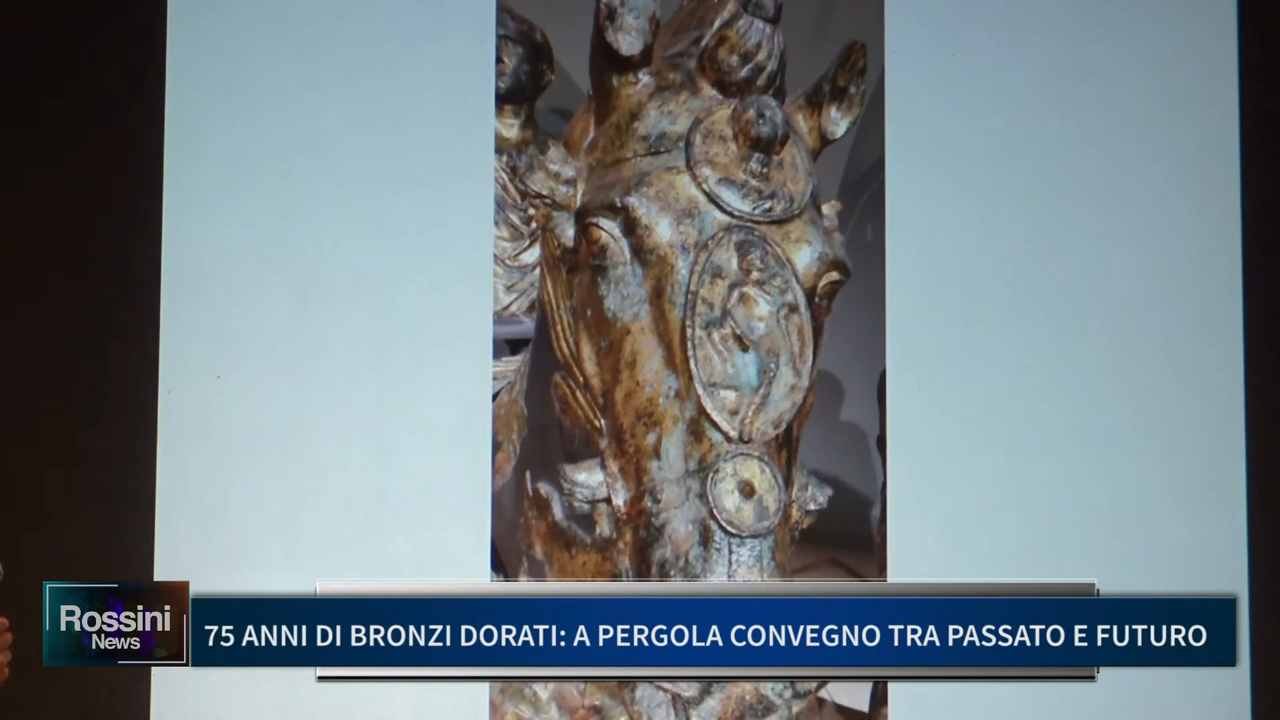 Rossini
News
75 ANNI DI BRONZI DORATI: A PERGOLA CONVEGNO TRA PASSATO E FUTURO